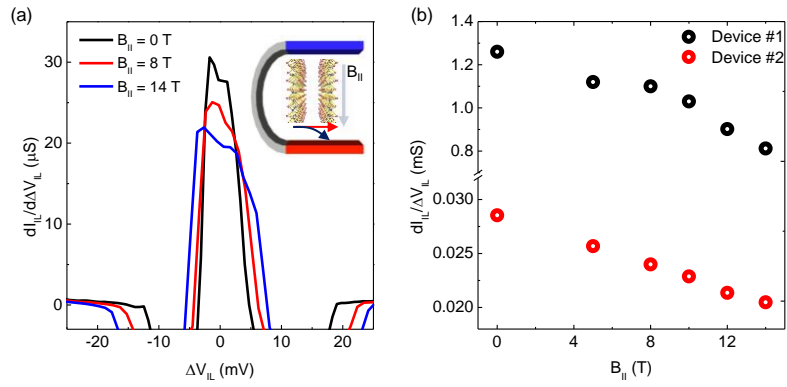 (a)
B_II = 0 T
B_II = 8 T
B_II = 14 T
B_II
dI_IL/dΔV_IL (µS)
30
20
10
0
-20
-10
0
10
20
ΔV_IL (mV)
(b)
Device #1
Device #2
dI_IL/ΔV_IL (mS)
1.4
1.2
1.0
0.8
0.030
0.025
0.020
0
4
8
12
B_II (T)